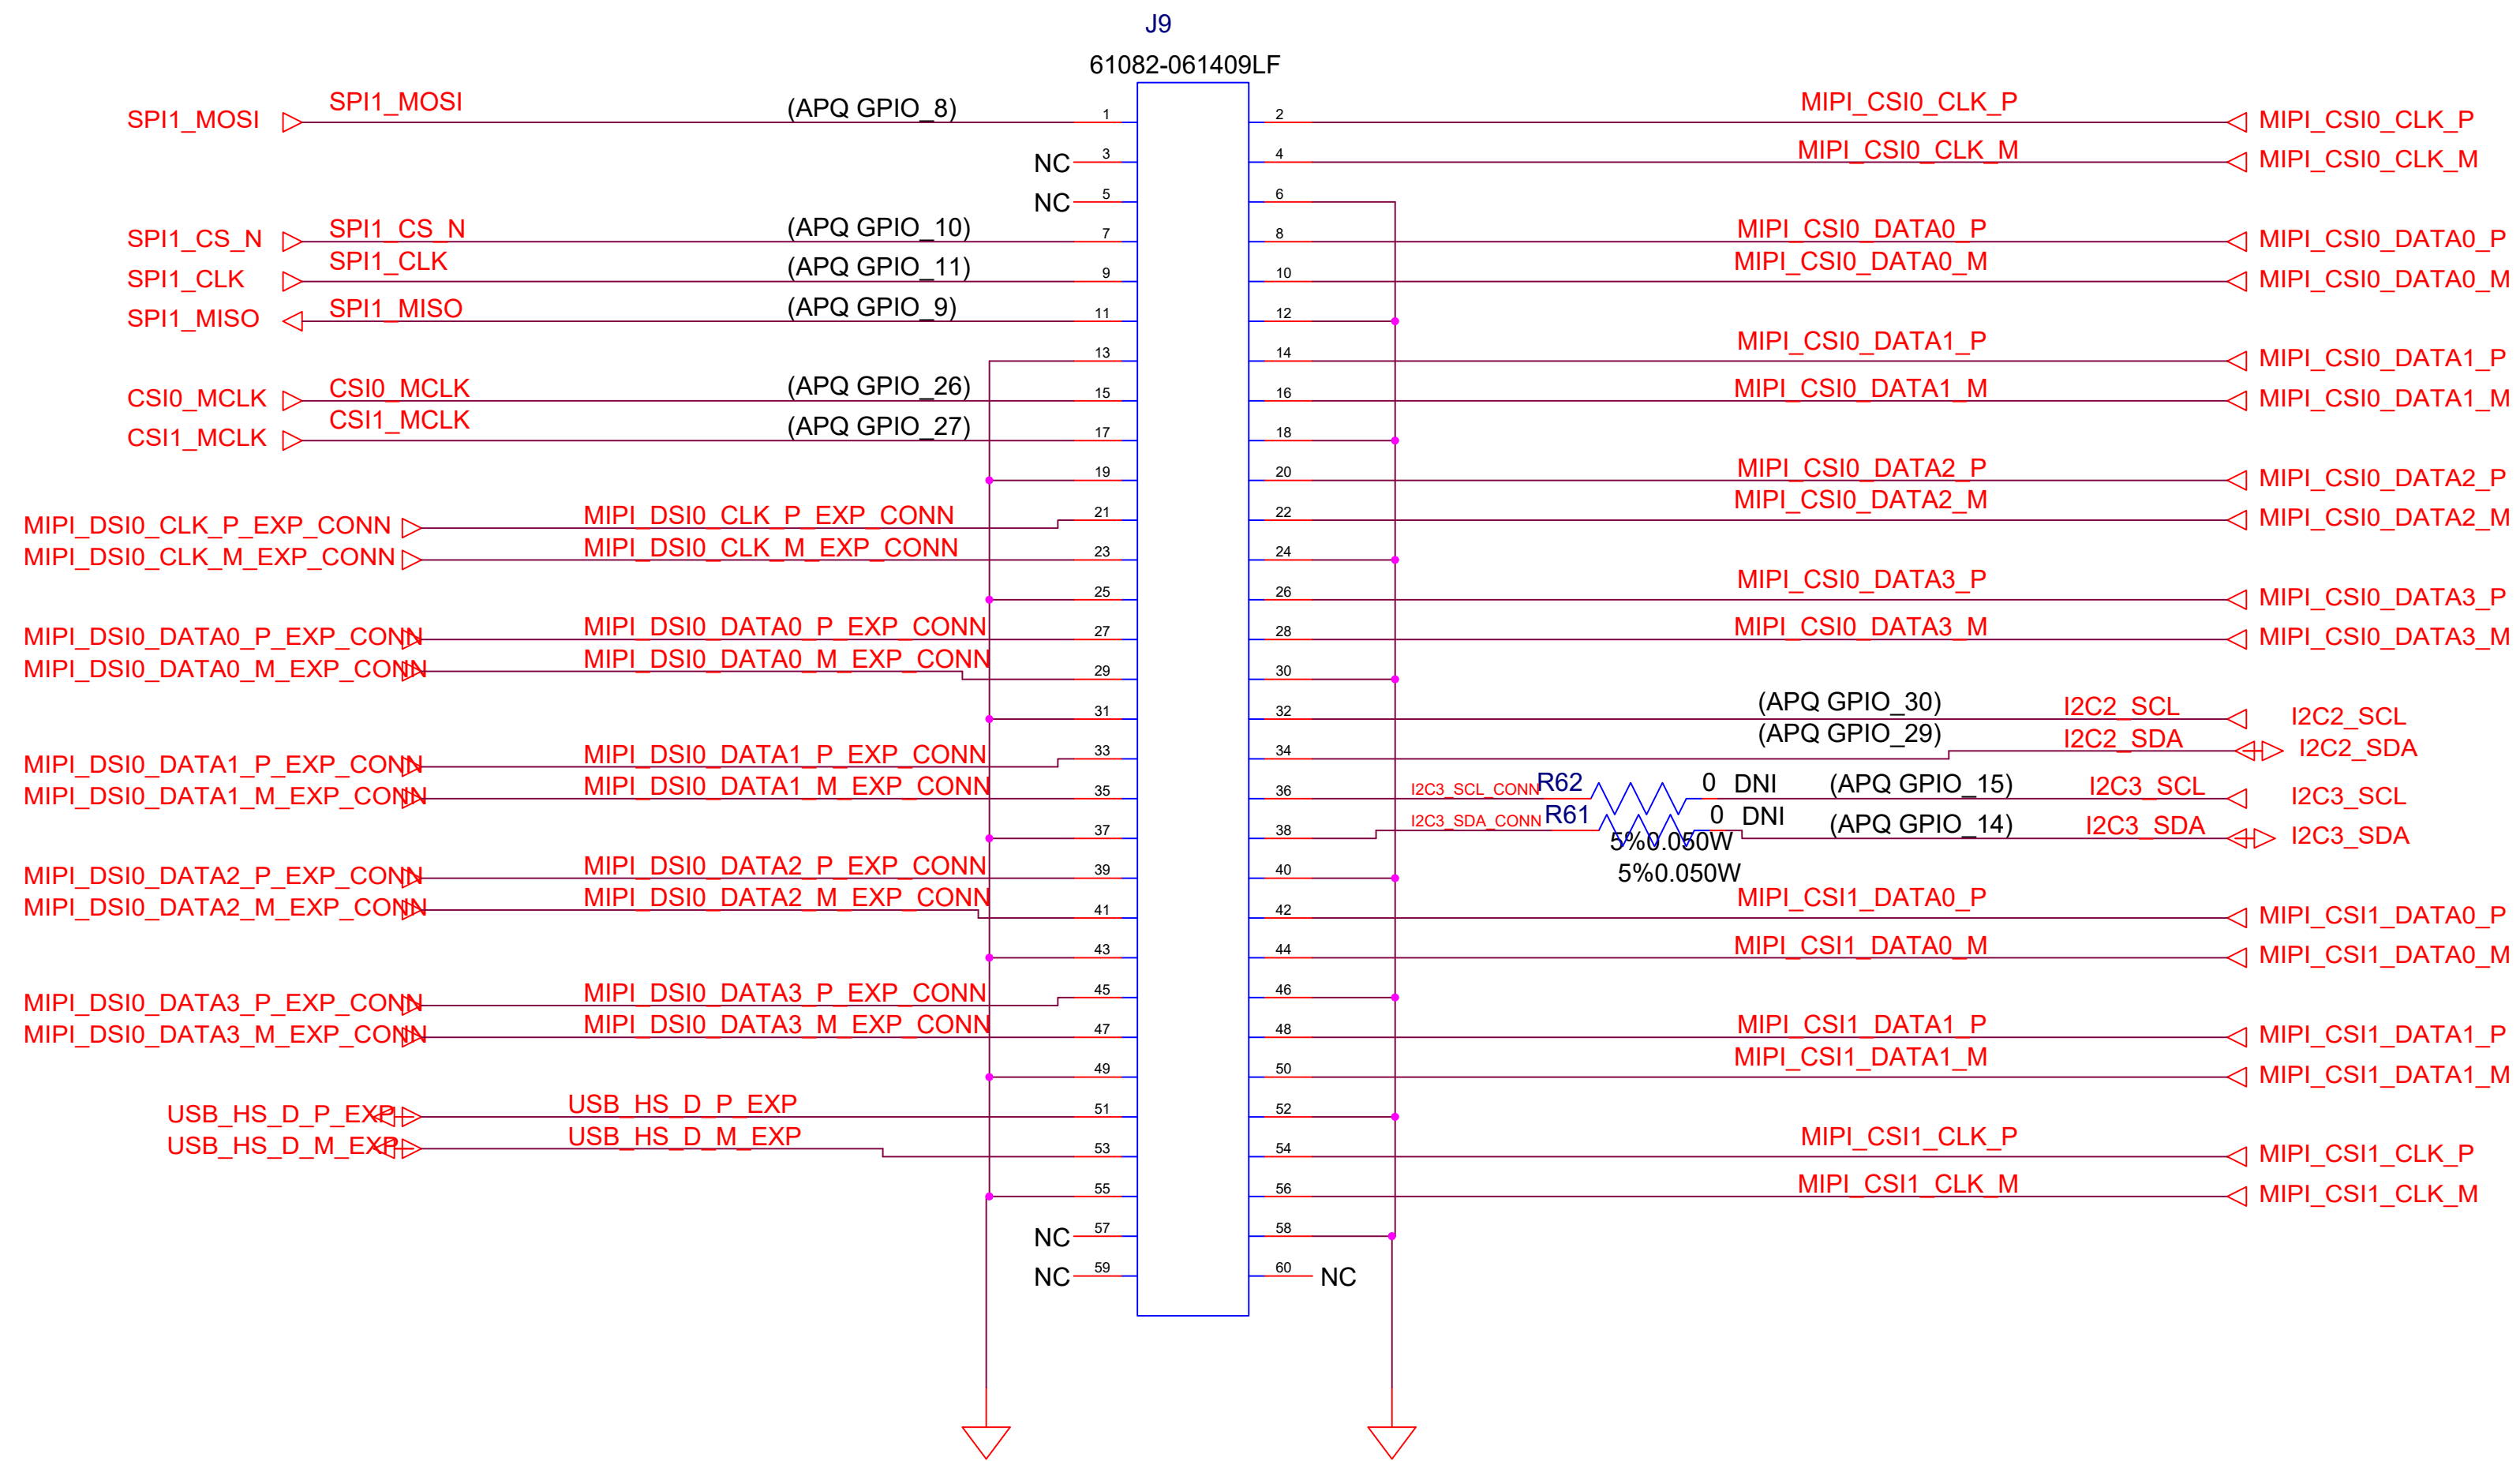 J9
61082-061409LF
SPI1_MOSI SPI1_MOSI (APQ GPIO_8) 1 2 MIPI_CSI0_CLK_P MIPI_CSI0_CLK_P
NC 3 4 MIPI_CSI0_CLK_M MIPI_CSI0_CLK_M
NC 5 6
SPI1_CS_N SPI1_CS_N (APQ GPIO_10) 7 8 MIPI_CSI0_DATA0_P MIPI_CSI0_DATA0_P
SPI1_CLK SPI1_CLK (APQ GPIO_11) 9 10 MIPI_CSI0_DATA0_M MIPI_CSI0_DATA0_M
SPI1_MISO SPI1_MISO (APQ GPIO_9) 11 12
13 14 MIPI_CSI0_DATA1_P MIPI_CSI0_DATA1_P
CSI0_MCLK CSI0_MCLK (APQ GPIO_26) 15 16 MIPI_CSI0_DATA1_M MIPI_CSI0_DATA1_M
CSI1_MCLK CSI1_MCLK (APQ GPIO_27) 17 18
19 20 MIPI_CSI0_DATA2_P MIPI_CSI0_DATA2_P
MIPI_DSI0_CLK_P_EXP_CONN MIPI_DSI0_CLK_P_EXP_CONN 21 22 MIPI_CSI0_DATA2_M MIPI_CSI0_DATA2_M
MIPI_DSI0_CLK_M_EXP_CONN MIPI_DSI0_CLK_M_EXP_CONN 23 24
25 26 MIPI_CSI0_DATA3_P MIPI_CSI0_DATA3_P
MIPI_DSI0_DATA0_P_EXP_CONN MIPI_DSI0_DATA0_P_EXP_CONN 27 28 MIPI_CSI0_DATA3_M MIPI_CSI0_DATA3_M
MIPI_DSI0_DATA0_M_EXP_CONN MIPI_DSI0_DATA0_M_EXP_CONN 29 30
31 32 (APQ GPIO_30) I2C2_SCL I2C2_SCL
MIPI_DSI0_DATA1_P_EXP_CONN MIPI_DSI0_DATA1_P_EXP_CONN 33 34 (APQ GPIO_29) I2C2_SDA I2C2_SDA
MIPI_DSI0_DATA1_M_EXP_CONN MIPI_DSI0_DATA1_M_EXP_CONN 35 36 I2C3_SCL_CONN R62 0 DNI (APQ GPIO_15) I2C3_SCL I2C3_SCL
37 38 I2C3_SDA_CONN R61 0 DNI (APQ GPIO_14) I2C3_SDA I2C3_SDA
5%0.050W
MIPI_DSI0_DATA2_P_EXP_CONN MIPI_DSI0_DATA2_P_EXP_CONN 39 40 5%0.050W
MIPI_DSI0_DATA2_M_EXP_CONN MIPI_DSI0_DATA2_M_EXP_CONN 41 42 MIPI_CSI1_DATA0_P MIPI_CSI1_DATA0_P
43 44 MIPI_CSI1_DATA0_M MIPI_CSI1_DATA0_M
MIPI_DSI0_DATA3_P_EXP_CONN MIPI_DSI0_DATA3_P_EXP_CONN 45 46
MIPI_DSI0_DATA3_M_EXP_CONN MIPI_DSI0_DATA3_M_EXP_CONN 47 48 MIPI_CSI1_DATA1_P MIPI_CSI1_DATA1_P
49 50 MIPI_CSI1_DATA1_M MIPI_CSI1_DATA1_M
USB_HS_D_P_EXP USB_HS_D_P_EXP 51 52
USB_HS_D_M_EXP USB_HS_D_M_EXP 53 54 MIPI_CSI1_CLK_P MIPI_CSI1_CLK_P
55 56 MIPI_CSI1_CLK_M MIPI_CSI1_CLK_M
NC 57 58
NC 59 60 NC